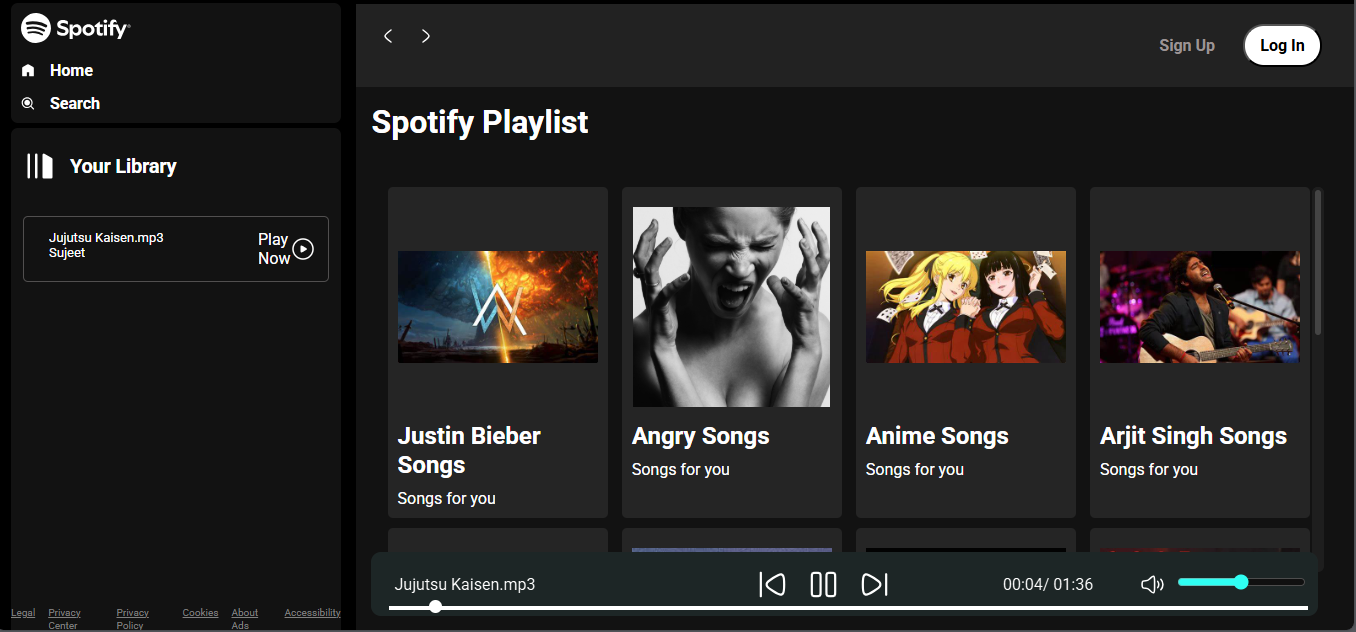 Spotify®
Home
Search
Your Library
Jujutsu Kaisen.mp3
Sujeet
Play
Now
Legal
Privacy
Center
Privacy
Policy
Cookies
About
Ads
Accessibility
Sign Up
Log In
Spotify Playlist
Justin Bieber
Songs
Songs for you
Angry Songs
Songs for you
Anime Songs
Songs for you
Arjit Singh Songs
Songs for you
Jujutsu Kaisen.mp3
00:04/ 01:36